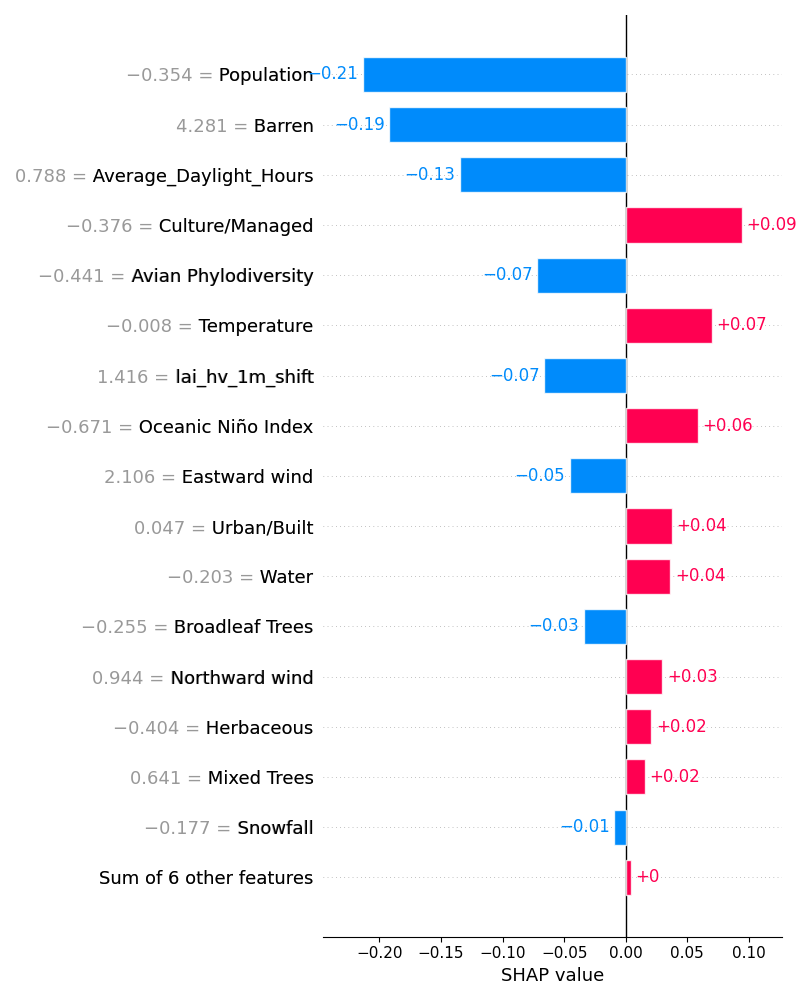 −0.354 = Population −0.21
4.281 = Barren −0.19
0.788 = Average_Daylight_Hours −0.13
−0.376 = Culture/Managed +0.09
−0.441 = Avian Phylodiversity −0.07
−0.008 = Temperature +0.07
1.416 = lai_hv_1m_shift −0.07
−0.671 = Oceanic Niño Index +0.06
2.106 = Eastward wind −0.05
0.047 = Urban/Built +0.04
−0.203 = Water +0.04
−0.255 = Broadleaf Trees −0.03
0.944 = Northward wind +0.03
−0.404 = Herbaceous +0.02
0.641 = Mixed Trees +0.02
−0.177 = Snowfall −0.01
Sum of 6 other features +0
−0.20 −0.15 −0.10 −0.05 0.00 0.05 0.10
SHAP value